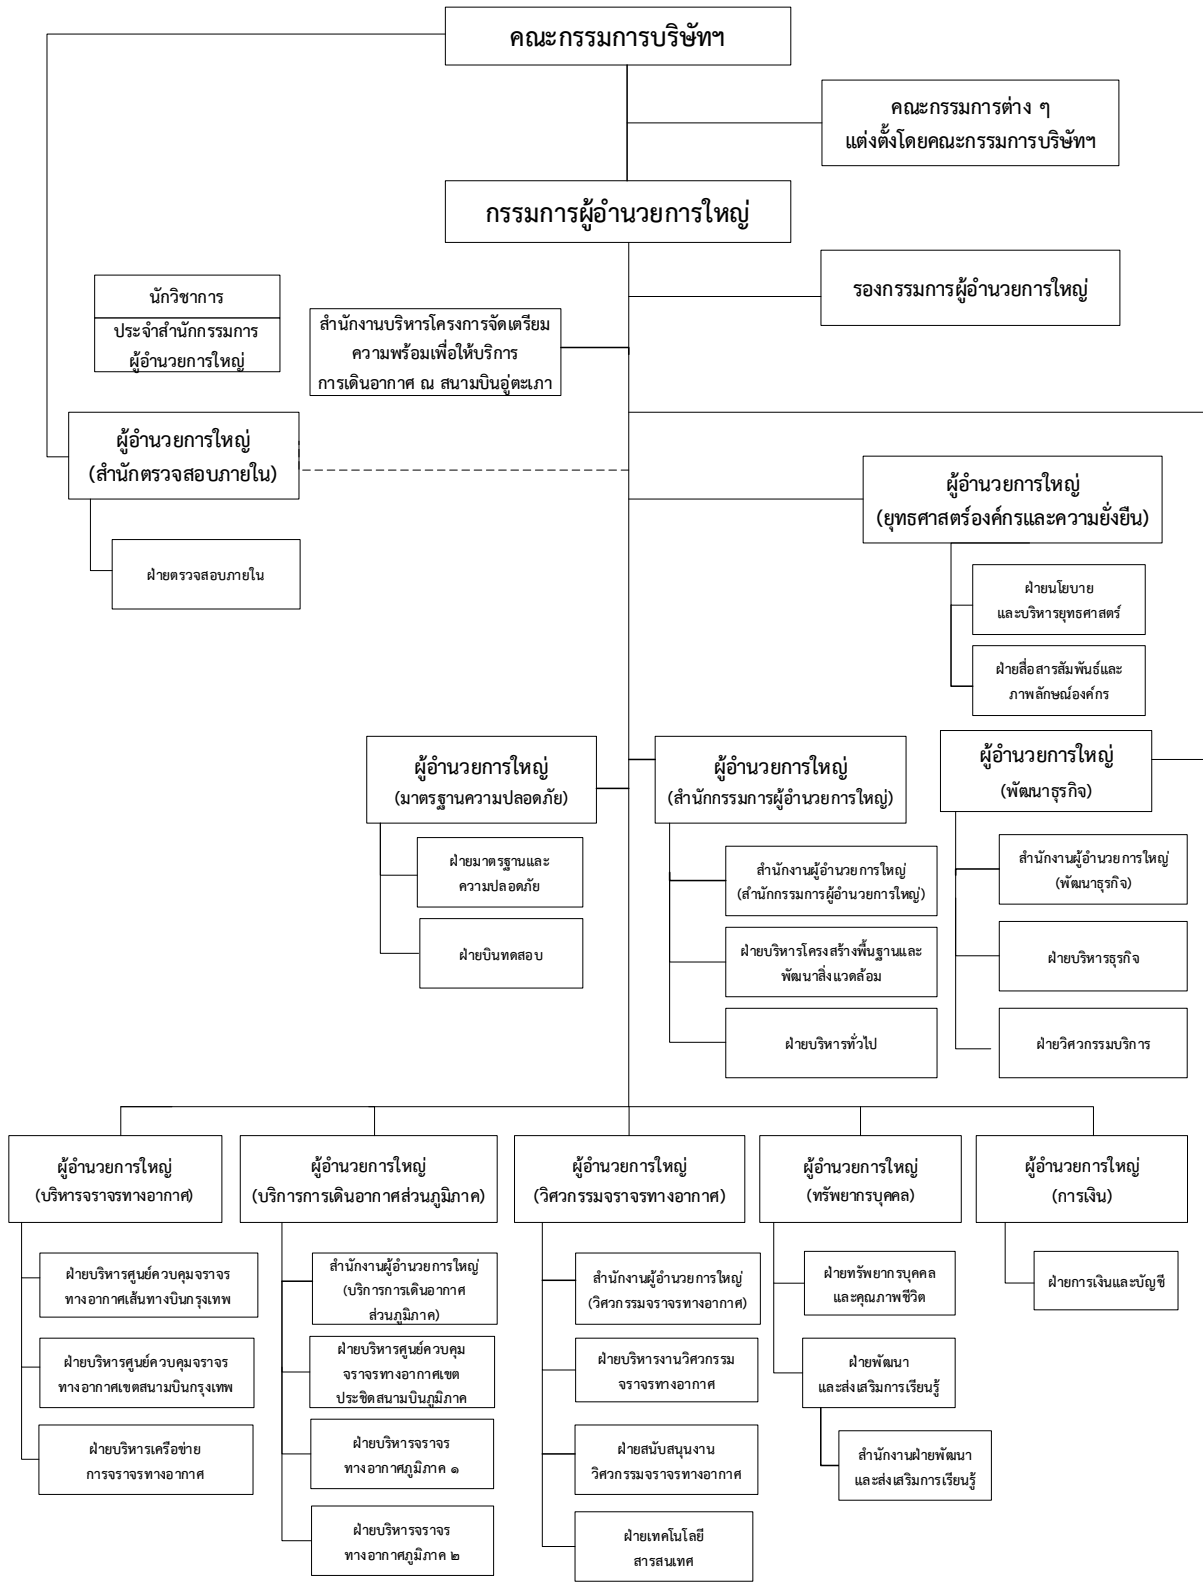 คณะกรรมการบริษัทฯ
คณะกรรมการต่าง ๆ
แต่งตั้งโดยคณะกรรมการบริษัทฯ
กรรมการผู้อำนวยการใหญ่
รองกรรมการผู้อำนวยการใหญ่
นักวิชาการ
ประจำสำนักกรรมการ
ผู้อำนวยการใหญ่
สำนักงานบริหารโครงการจัดเตรียม
ความพร้อมเพื่อให้บริการ
การเดินอากาศ ณ สนามบินอู่ตะเภา
ผู้อำนวยการใหญ่
(สำนักตรวจสอบภายใน)
ฝ่ายตรวจสอบภายใน
ผู้อำนวยการใหญ่
(ยุทธศาสตร์องค์กรและความยั่งยืน)
ฝ่ายนโยบาย
และบริหารยุทธศาสตร์
ฝ่ายสื่อสารสัมพันธ์และ
ภาพลักษณ์องค์กร
ผู้อำนวยการใหญ่
(มาตรฐานความปลอดภัย)
ฝ่ายมาตรฐานและ
ความปลอดภัย
ฝ่ายบินทดสอบ
ผู้อำนวยการใหญ่
(สำนักกรรมการผู้อำนวยการใหญ่)
สำนักงานผู้อำนวยการใหญ่
(สำนักกรรมการผู้อำนวยการใหญ่)
ฝ่ายบริหารโครงสร้างพื้นฐานและ
พัฒนาสิ่งแวดล้อม
ฝ่ายบริหารทั่วไป
ผู้อำนวยการใหญ่
(พัฒนาธุรกิจ)
สำนักงานผู้อำนวยการใหญ่
(พัฒนาธุรกิจ)
ฝ่ายบริหารธุรกิจ
ฝ่ายวิศวกรรมบริการ
ผู้อำนวยการใหญ่
(บริหารจราจรทางอากาศ)
ฝ่ายบริหารศูนย์ควบคุมจราจร
ทางอากาศเส้นทางบินกรุงเทพ
ฝ่ายบริหารศูนย์ควบคุมจราจร
ทางอากาศเขตสนามบินกรุงเทพ
ฝ่ายบริหารเครือข่าย
การจราจรทางอากาศ
ผู้อำนวยการใหญ่
(บริการการเดินอากาศส่วนภูมิภาค)
สำนักงานผู้อำนวยการใหญ่
(บริการการเดินอากาศ
ส่วนภูมิภาค)
ฝ่ายบริหารศูนย์ควบคุม
จราจรทางอากาศเขต
ประชิดสนามบินภูมิภาค
ฝ่ายบริหารจราจร
ทางอากาศภูมิภาค ๑
ฝ่ายบริหารจราจร
ทางอากาศภูมิภาค ๒
ผู้อำนวยการใหญ่
(วิศวกรรมจราจรทางอากาศ)
สำนักงานผู้อำนวยการใหญ่
(วิศวกรรมจราจรทางอากาศ)
ฝ่ายบริหารงานวิศวกรรม
จราจรทางอากาศ
ฝ่ายสนับสนุนงาน
วิศวกรรมจราจรทางอากาศ
ฝ่ายเทคโนโลยี
สารสนเทศ
ผู้อำนวยการใหญ่
(ทรัพยากรบุคคล)
ฝ่ายทรัพยากรบุคคล
และคุณภาพชีวิต
ฝ่ายพัฒนา
และส่งเสริมการเรียนรู้
สำนักงานฝ่ายพัฒนา
และส่งเสริมการเรียนรู้
ผู้อำนวยการใหญ่
(การเงิน)
ฝ่ายการเงินและบัญชี